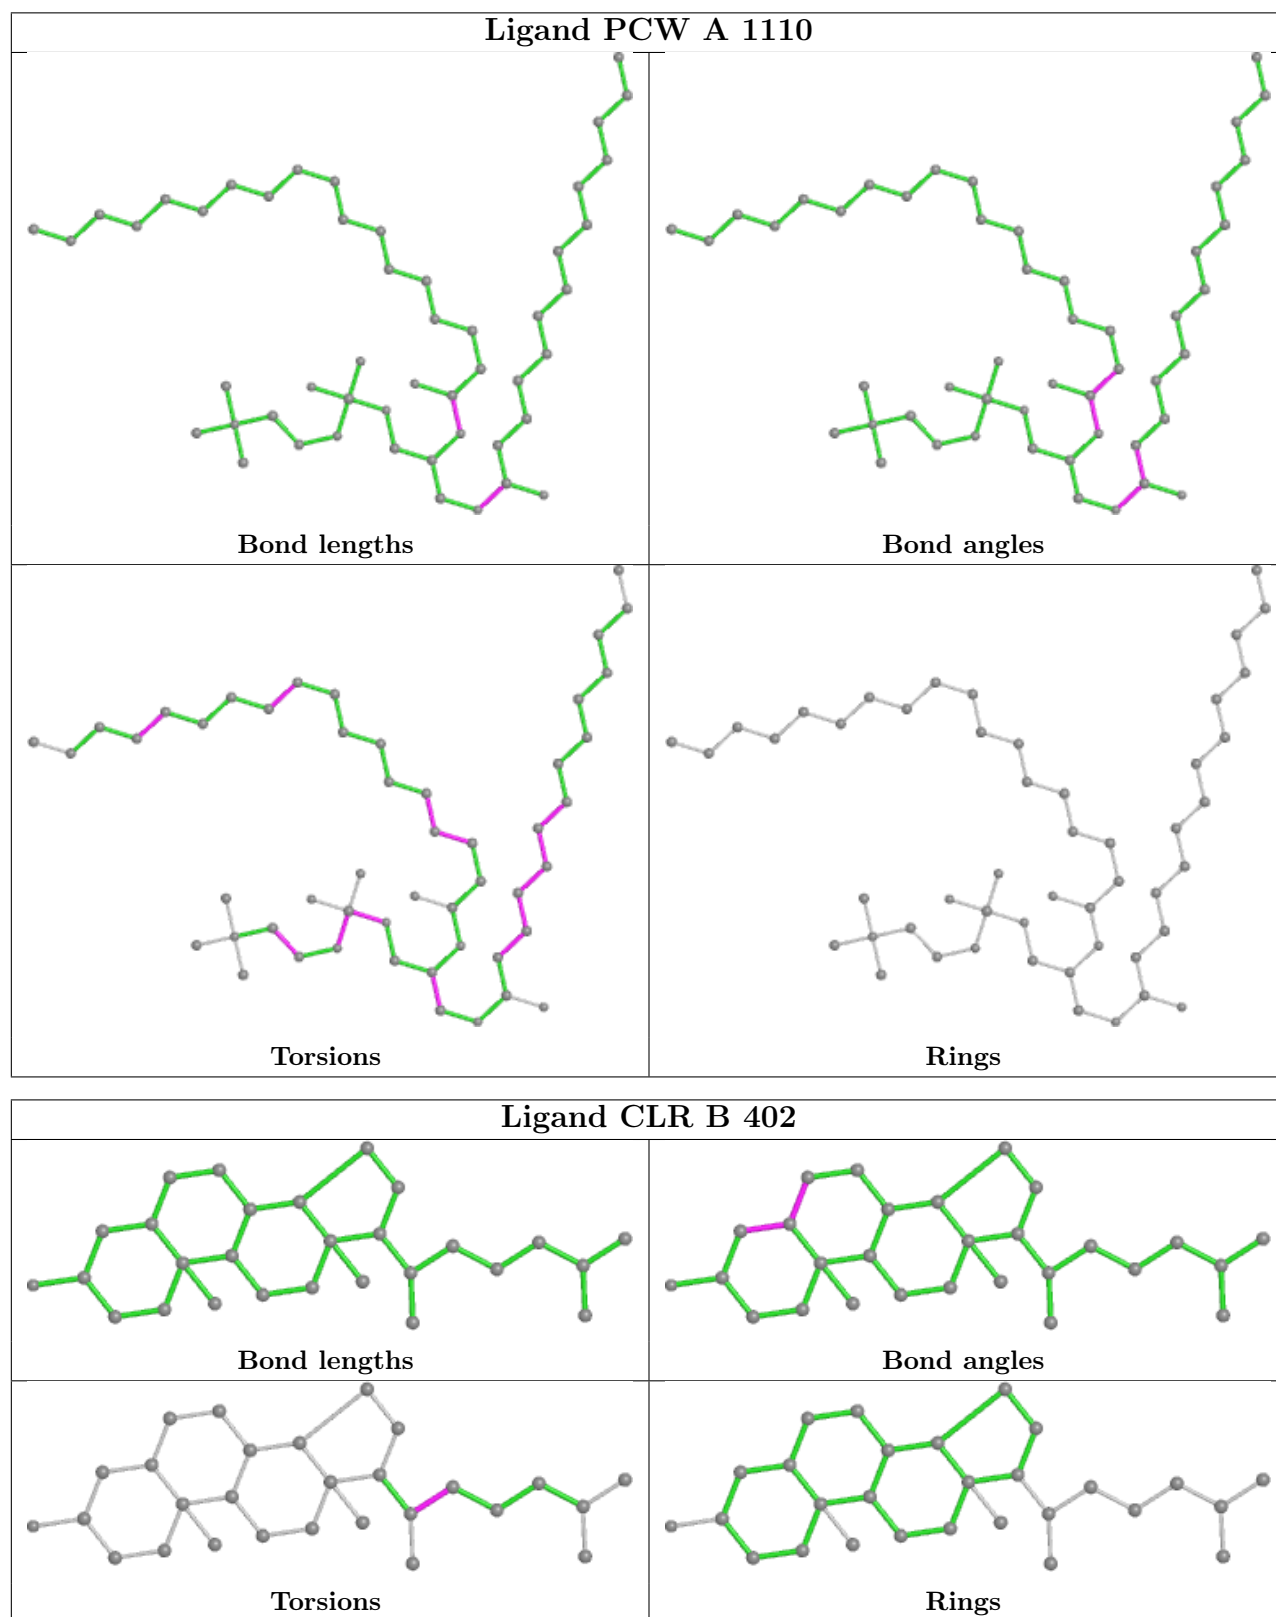 Ligand PCW A 1110
Bond lengths
Bond angles
Torsions
Rings
Ligand CLR B 402
Bond lengths
Bond angles
Torsions
Rings